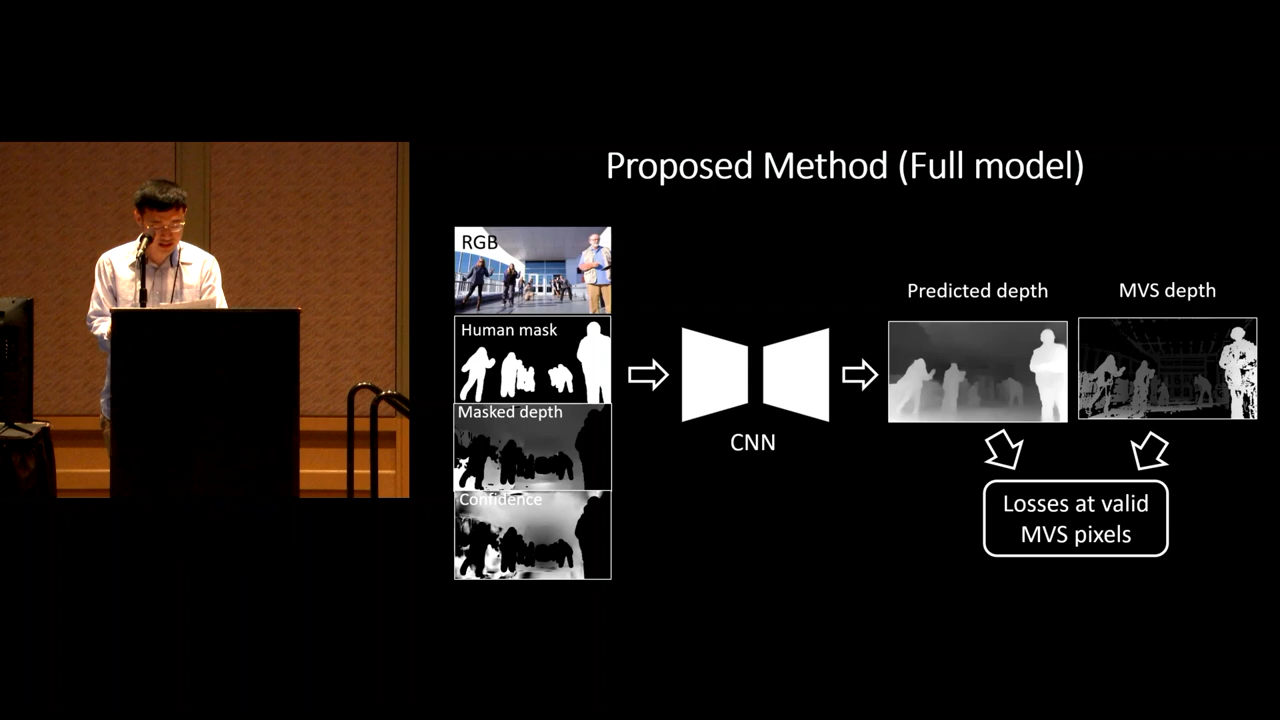 Proposed Method (Full model)
RGB
Human mask
Masked depth
Confidence
CNN
Predicted depth
MVS depth
Losses at valid
MVS pixels